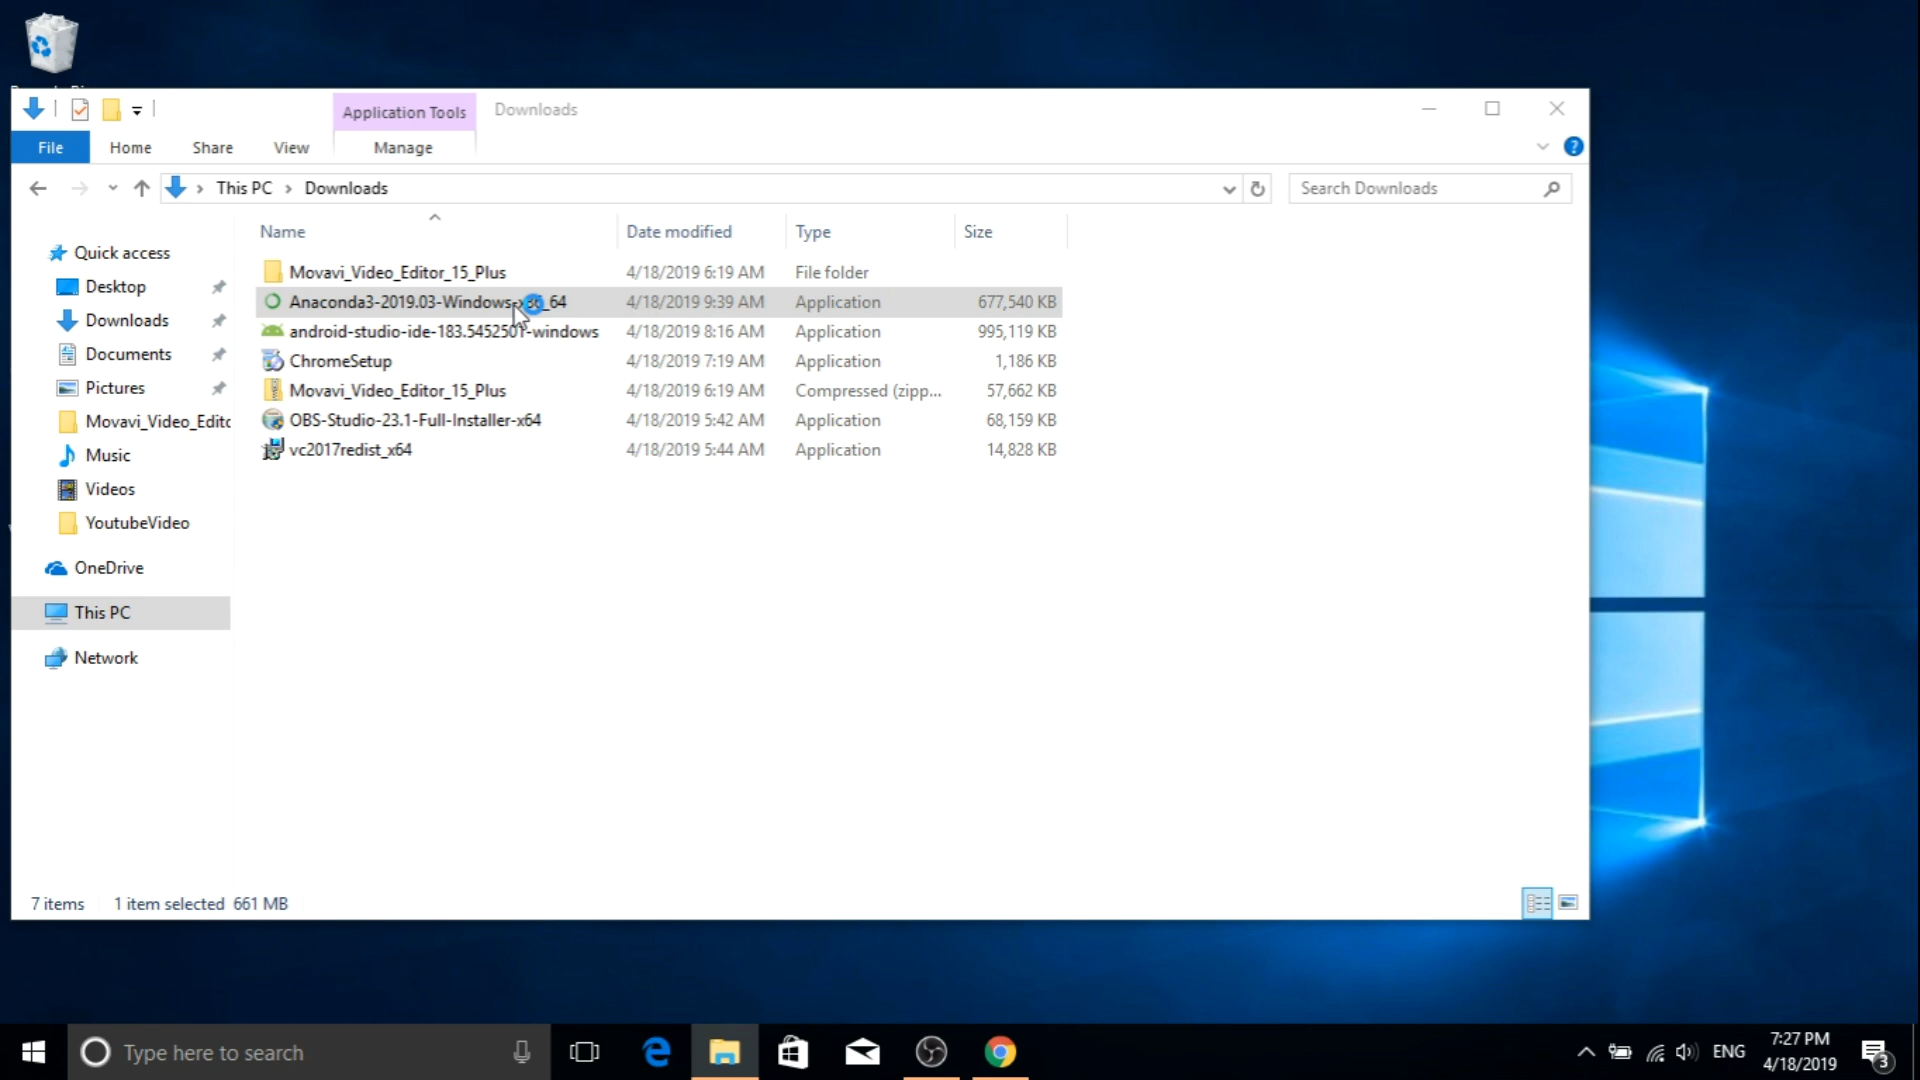 Application Tools
Downloads
File
Home
Share
View
Manage
This PC
Downloads
Search Downloads
Name
Date modified
Type
Size
Quick access
Desktop
Downloads
Documents
Pictures
Movavi_Video_Editc
Music
Videos
YoutubeVideo
OneDrive
This PC
Network
Movavi_Video_Editor_15_Plus 4/18/2019 6:19 AM File folder
Anaconda3-2019.03-Windows-x86_64 4/18/2019 9:39 AM Application 677,540 KB
android-studio-ide-183.5452501-windows 4/18/2019 8:16 AM Application 995,119 KB
ChromeSetup 4/18/2019 7:19 AM Application 1,186 KB
Movavi_Video_Editor_15_Plus 4/18/2019 6:19 AM Compressed (zipp... 57,662 KB
OBS-Studio-23.1-Full-Installer-x64 4/18/2019 5:42 AM Application 68,159 KB
vc2017redist_x64 4/18/2019 5:44 AM Application 14,828 KB
7 items 1 item selected 661 MB
Type here to search
ENG
7:27 PM
4/18/2019
3